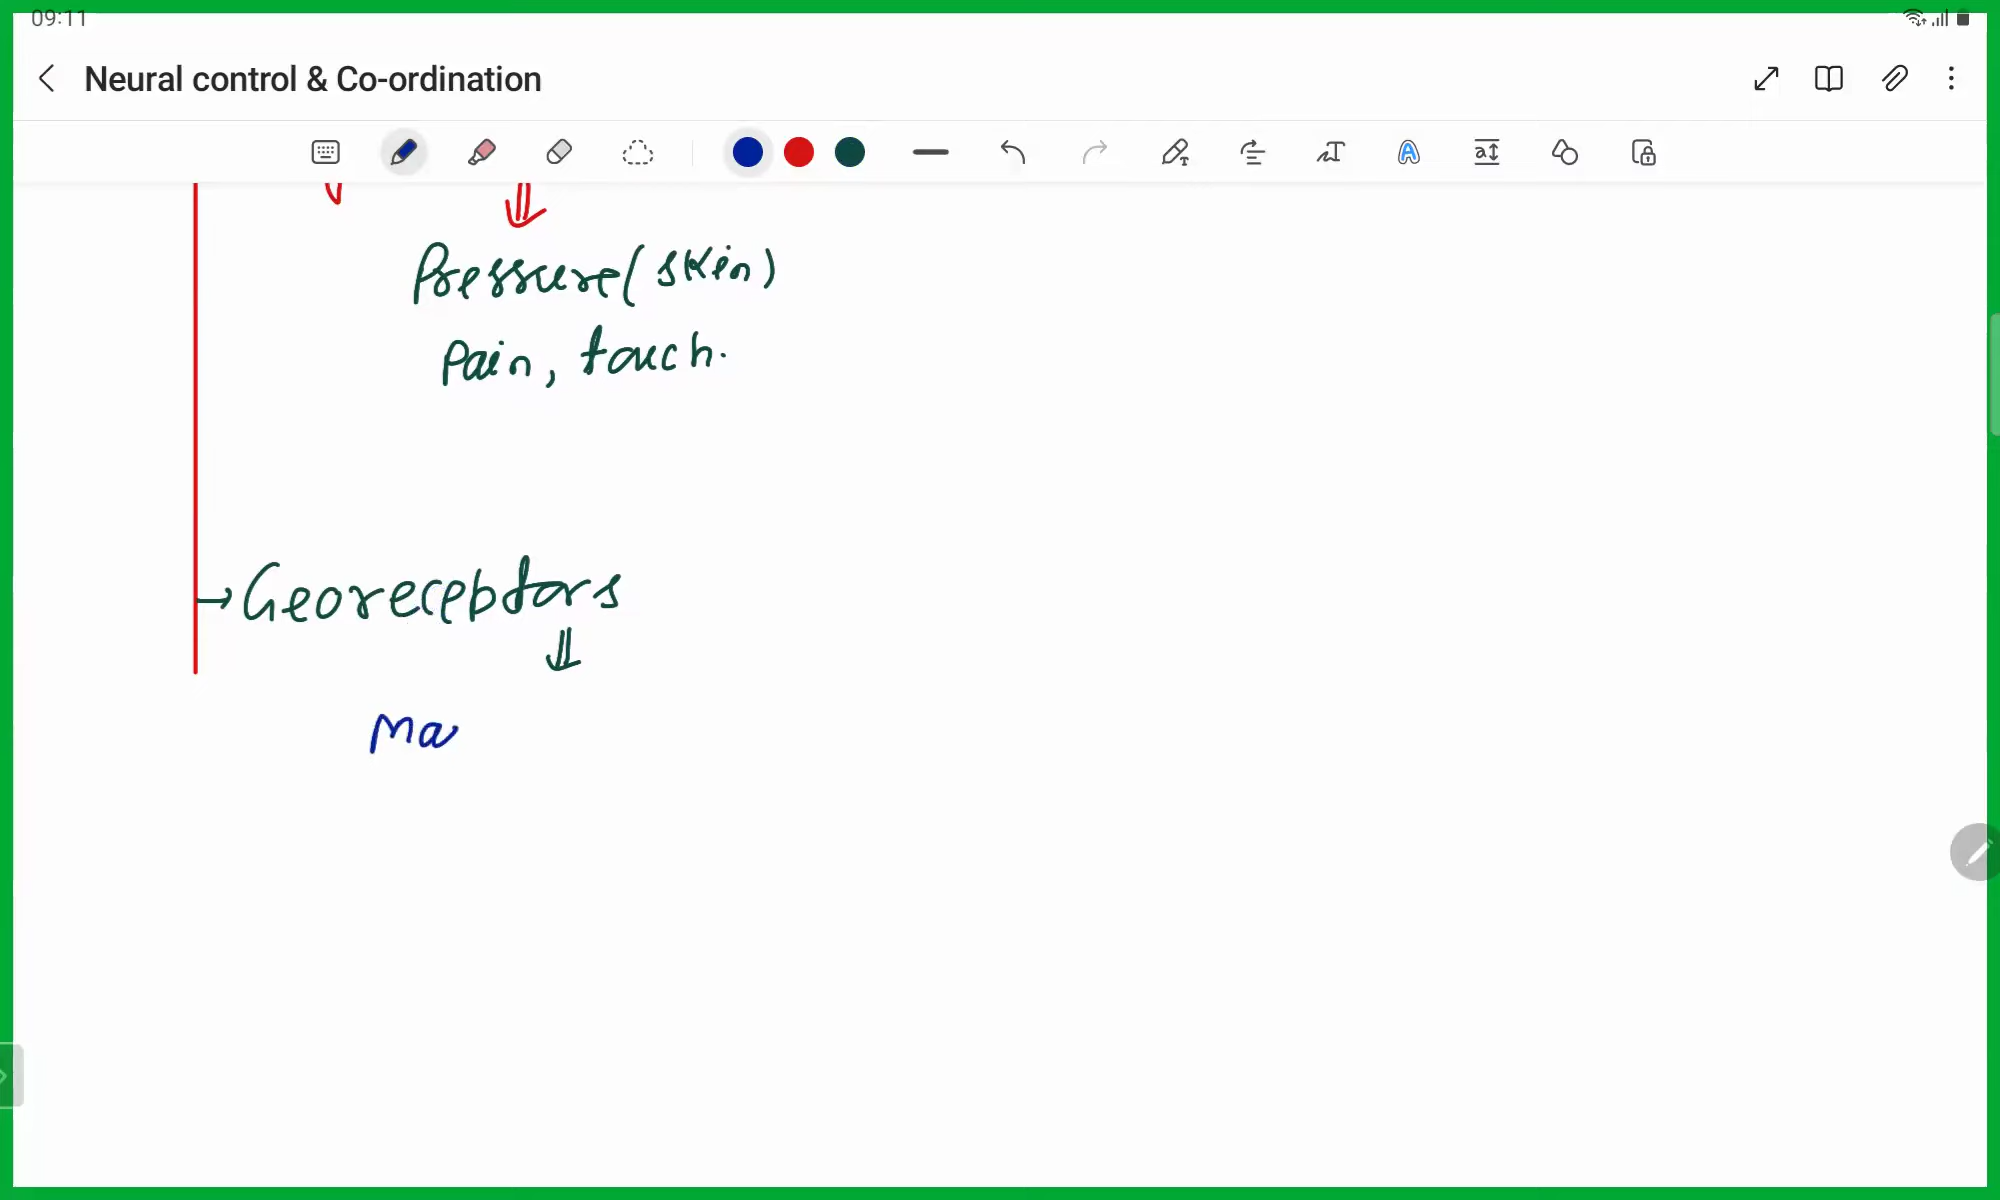 09:11
Neural control & Co-ordination
Pressure (skin)
Pain, touch.
→ Georeceptors
Ma